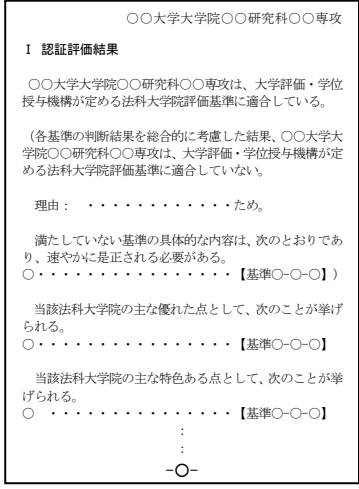 ○○大学大学院○○研究科○○専攻
Ⅰ 認証評価結果
○○大学大学院○○研究科○○専攻は、大学評価・学位
授与機構が定める法科大学院評価基準に適合している。
（各基準の判断結果を総合的に考慮した結果、○○大学大
学院○○研究科○○専攻は、大学評価・学位授与機構が定
める法科大学院評価基準に適合していない。
理由： ・・・・・・・・・・・・ため。
満たしていない基準の具体的な内容は、次のとおりであ
り、速やかに是正される必要がある。
○・・・・・・・・・・・・・・・・【基準○-○-○】）
当該法科大学院の主な優れた点として、次のことが挙げ
られる。
○・・・・・・・・・・・・・・・・【基準○-○-○】
当該法科大学院の主な特色ある点として、次のことが挙
げられる。
○ ・・・・・・・・・・・・・・・【基準○-○-○】
：
：
-○-